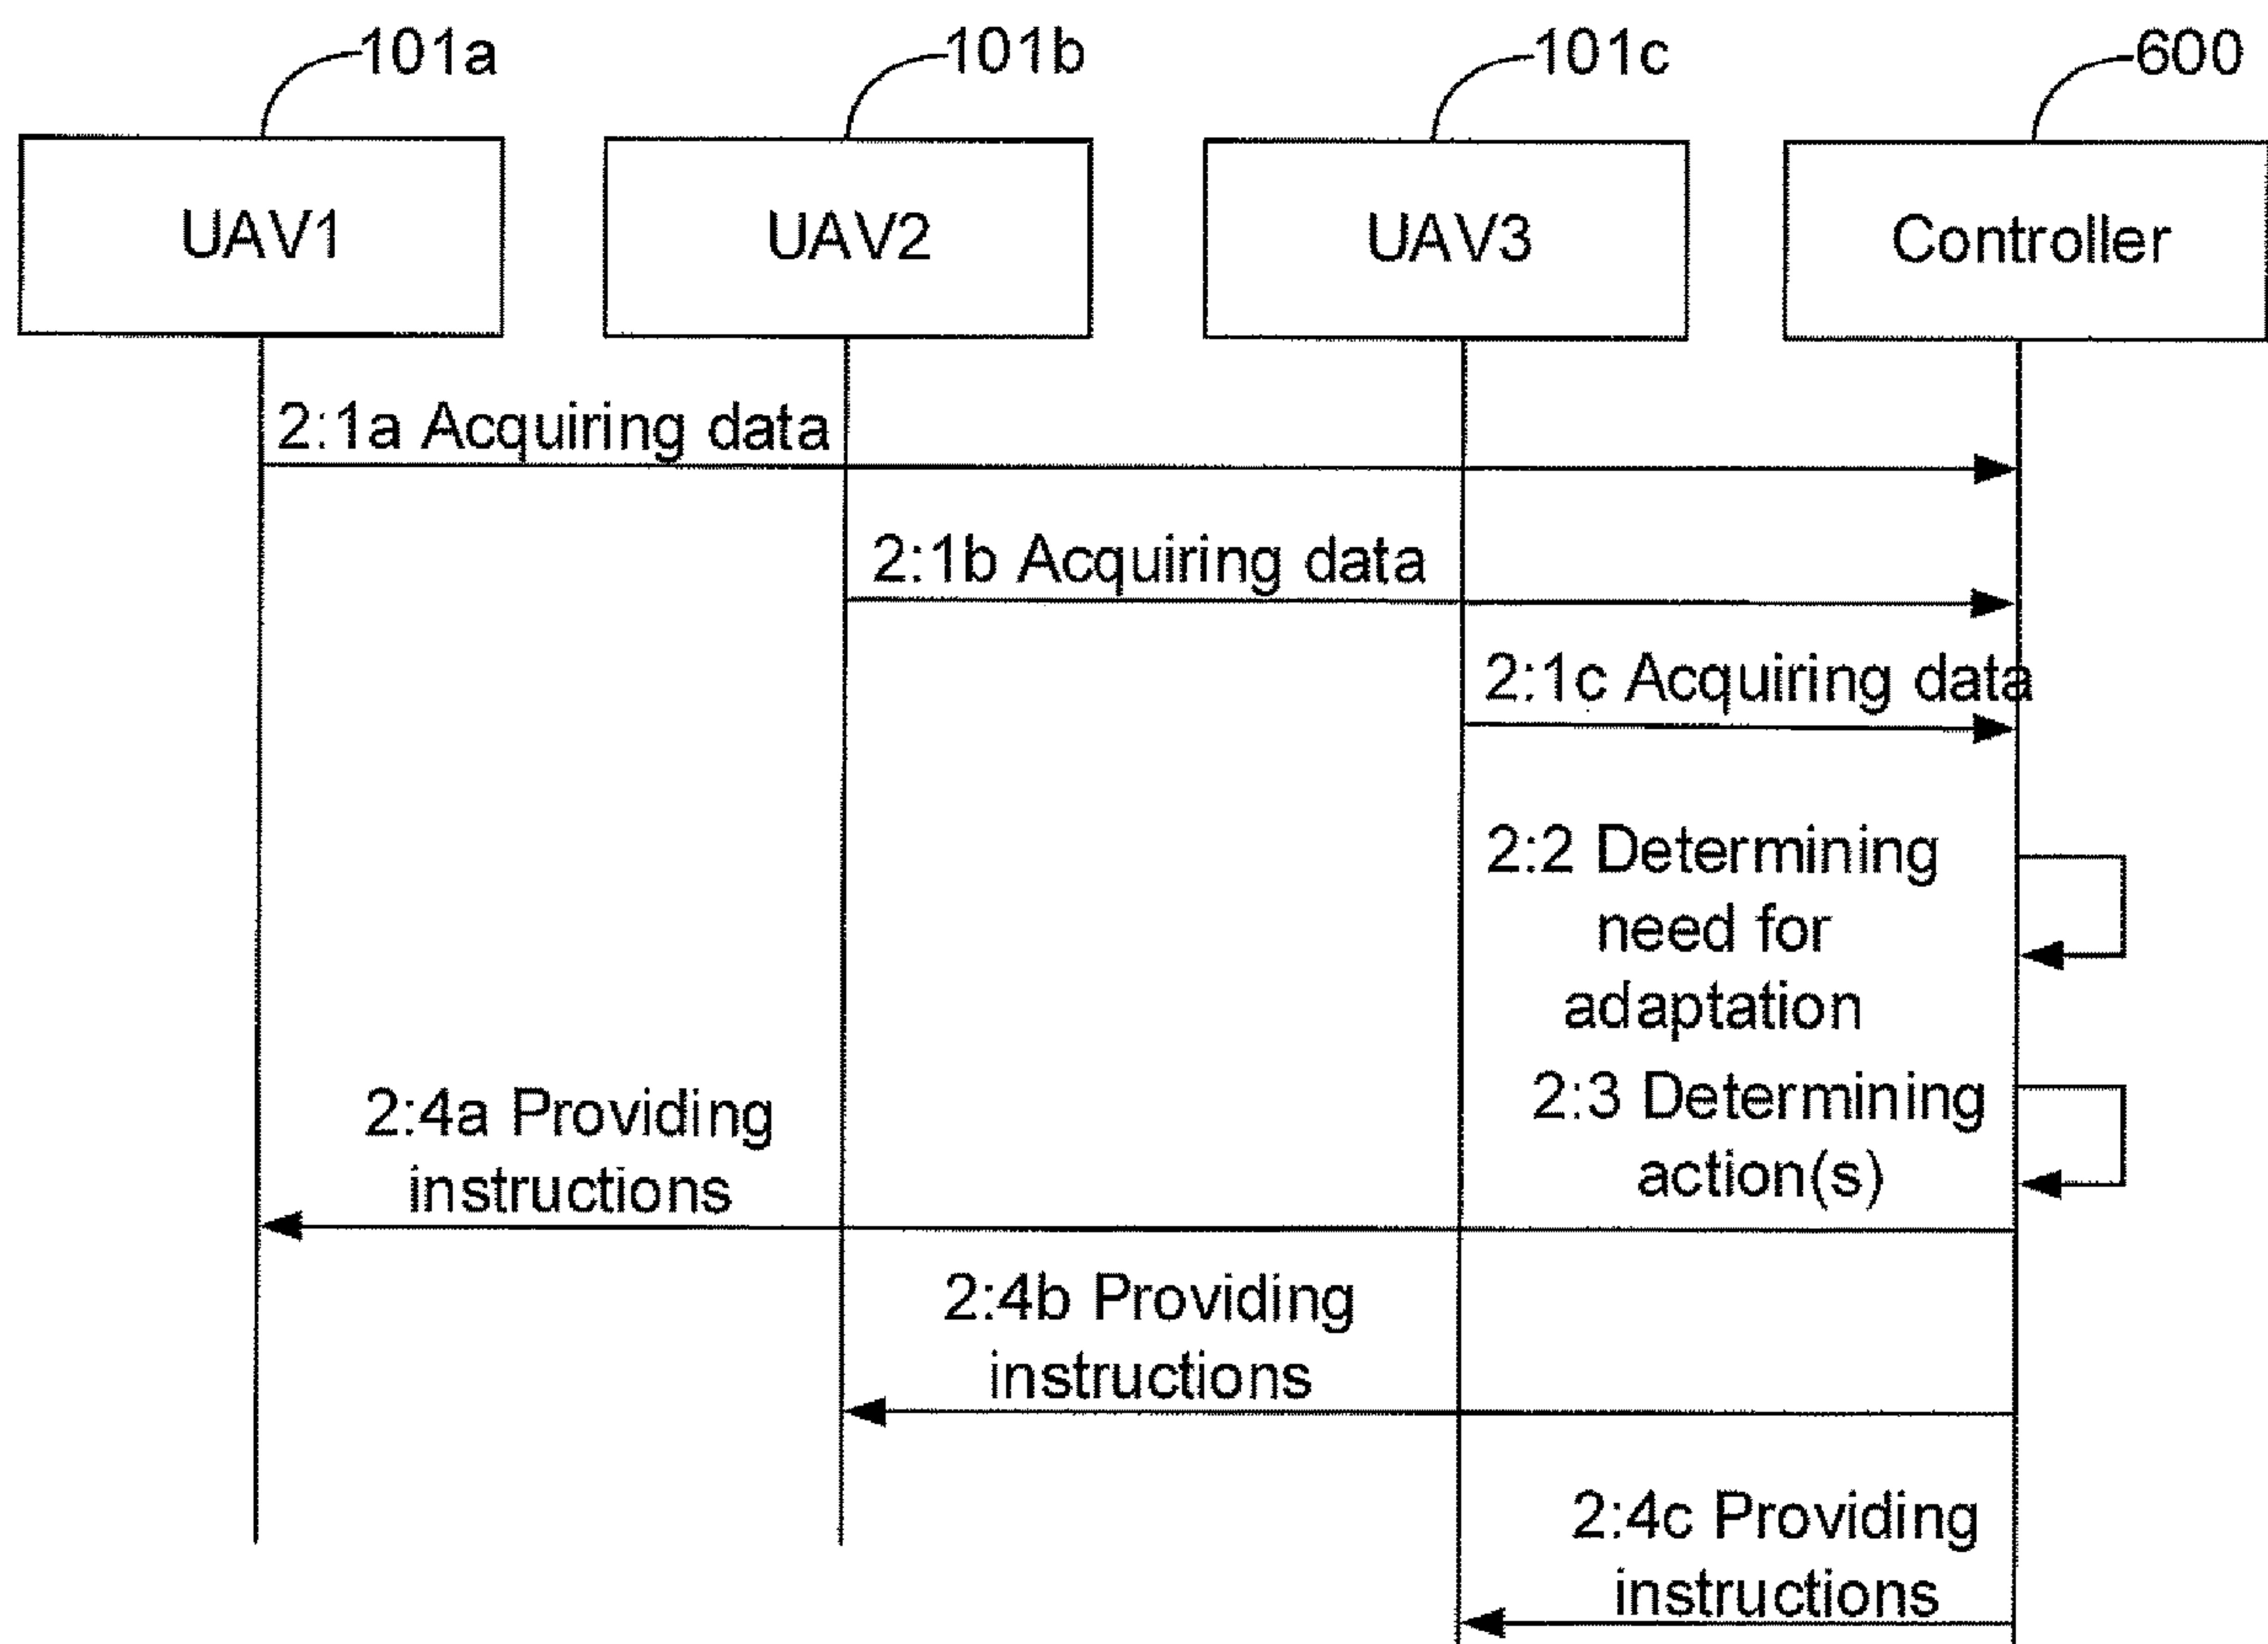 101a
101b
101c
600
UAV1
UAV2
UAV3
Controller
2:1a Acquiring data
2:1b Acquiring data
2:1c Acquiring data
2:2 Determining
need for
adaptation
2:3 Determining
action(s)
2:4a Providing
instructions
2:4b Providing
instructions
2:4c Providing
instructions